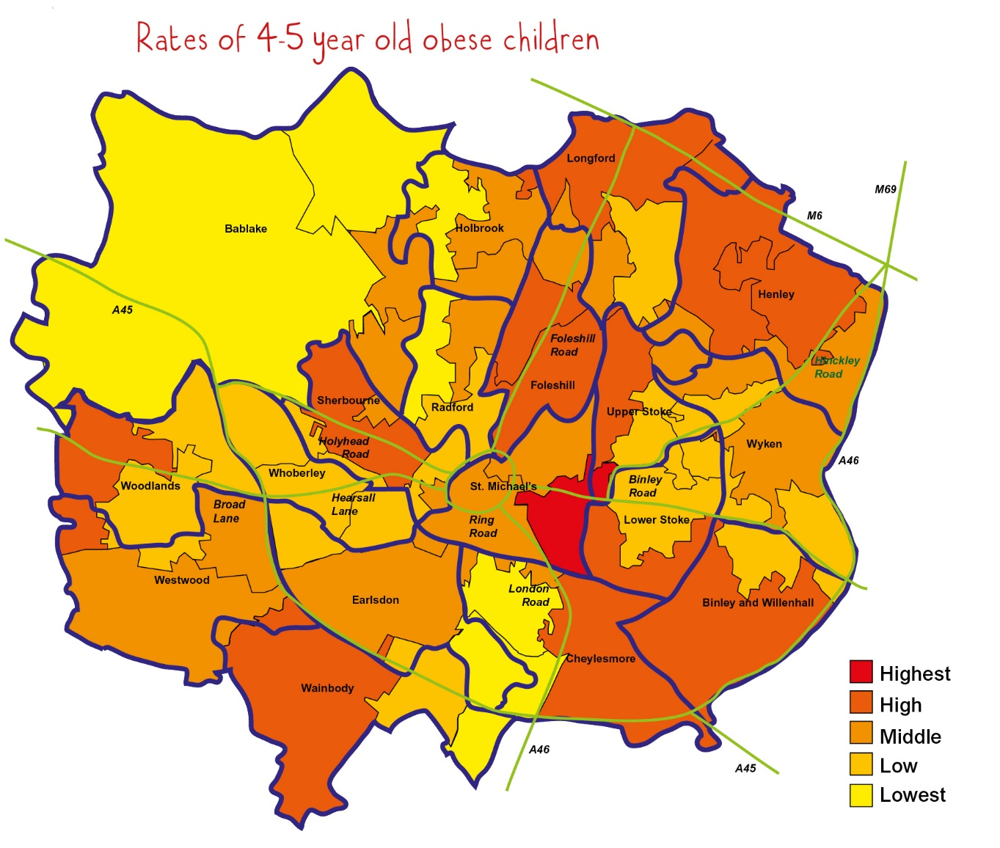 Rates of 4-5 year old obese children
Longford
M69
M6
Bablake
Holbrook
Henley
A45
Foleshill
Road
Hinckley
Road
Foleshill
Sherbourne
Radford
Upper Stoke
Holyhead
Road
Wyken
A46
Whoberley
Woodlands
St. Michael's
Binley
Road
Hearsall
Lane
Broad
Lane
Ring
Road
Lower Stoke
Westwood
London
Road
Earlsdon
Binley and Willenhall
Cheylesmore
Wainbody
A46
A45
Highest
High
Middle
Low
Lowest